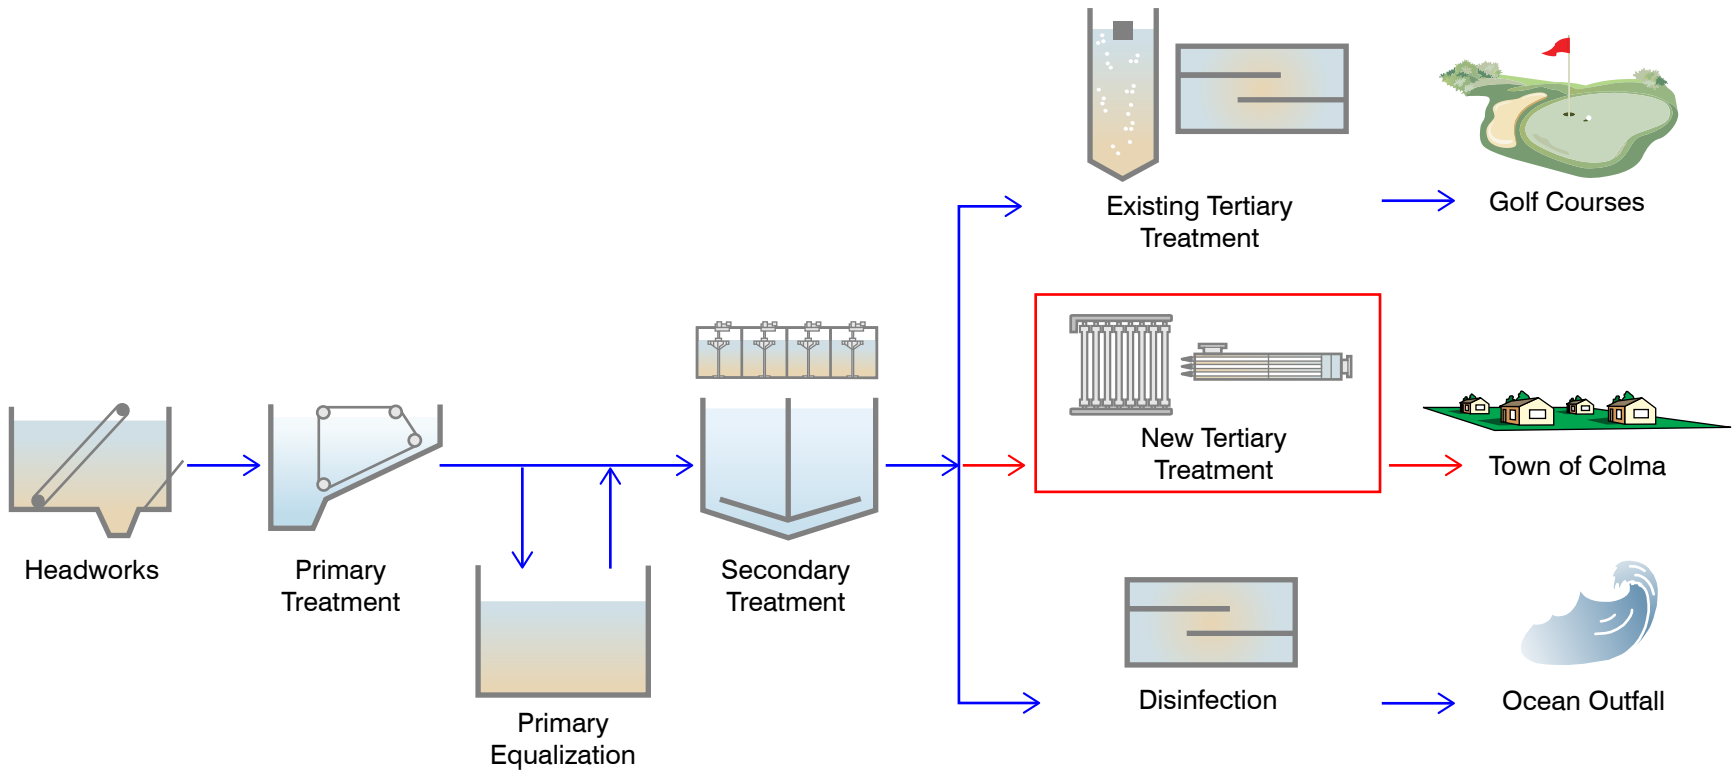 Existing Tertiary
Treatment
Golf Courses
New Tertiary
Treatment
Town of Colma
Headworks
Primary
Treatment
Secondary
Treatment
Primary
Equalization
Disinfection
Ocean Outfall